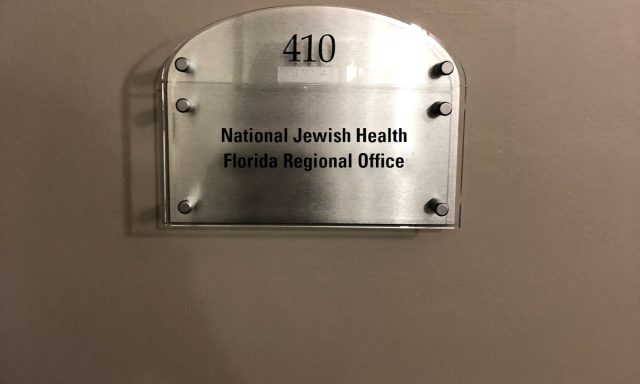 410
National Jewish Health
Florida Regional Office